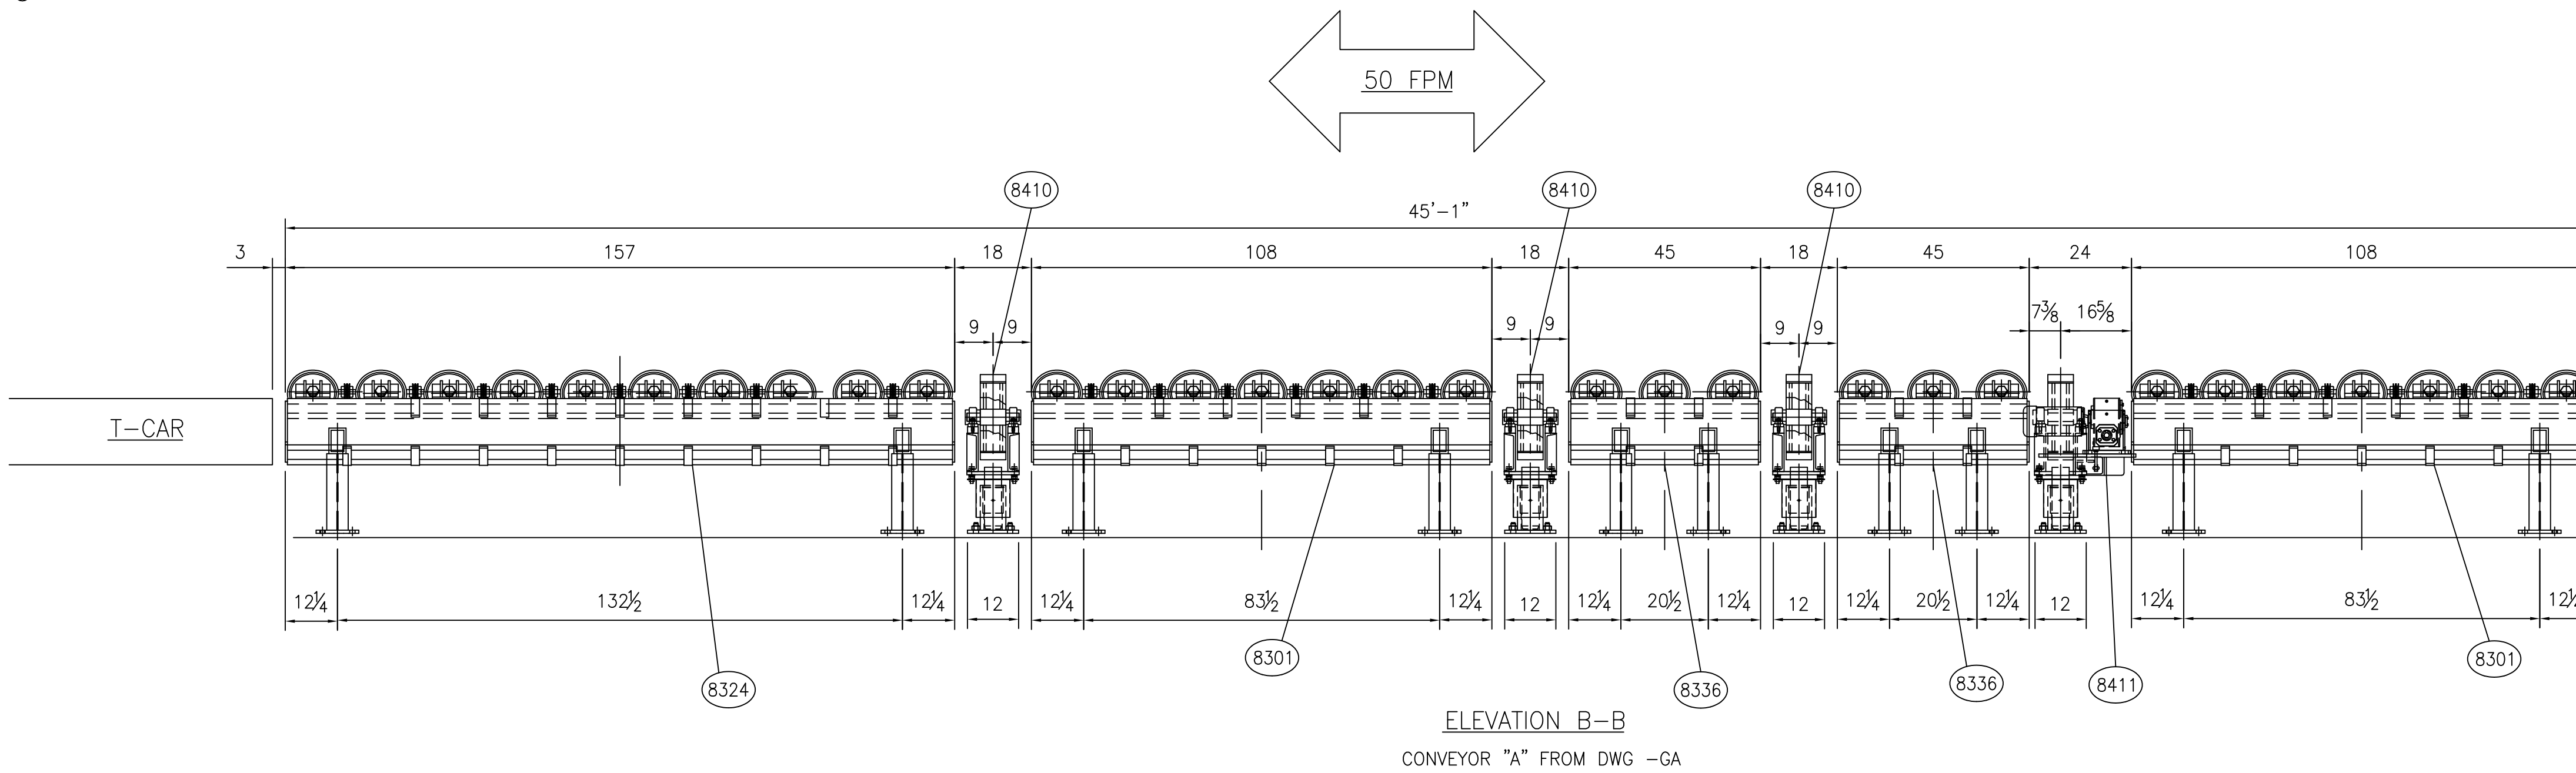 50 FPM
8410 8410 8410
45'-1"
3 157 18 108 18 45 18 45 24 108
7⅜ 16⅝
9 9 9 9 9 9
T-CAR
12¼ 132½ 12¼ 12 12¼ 83½ 12¼ 12 12¼ 20½ 12¼ 12 12¼ 20½ 12¼ 12 12¼ 83½
8301 8301
8324 8336 8336 8411
ELEVATION B-B
CONVEYOR "A" FROM DWG -GA